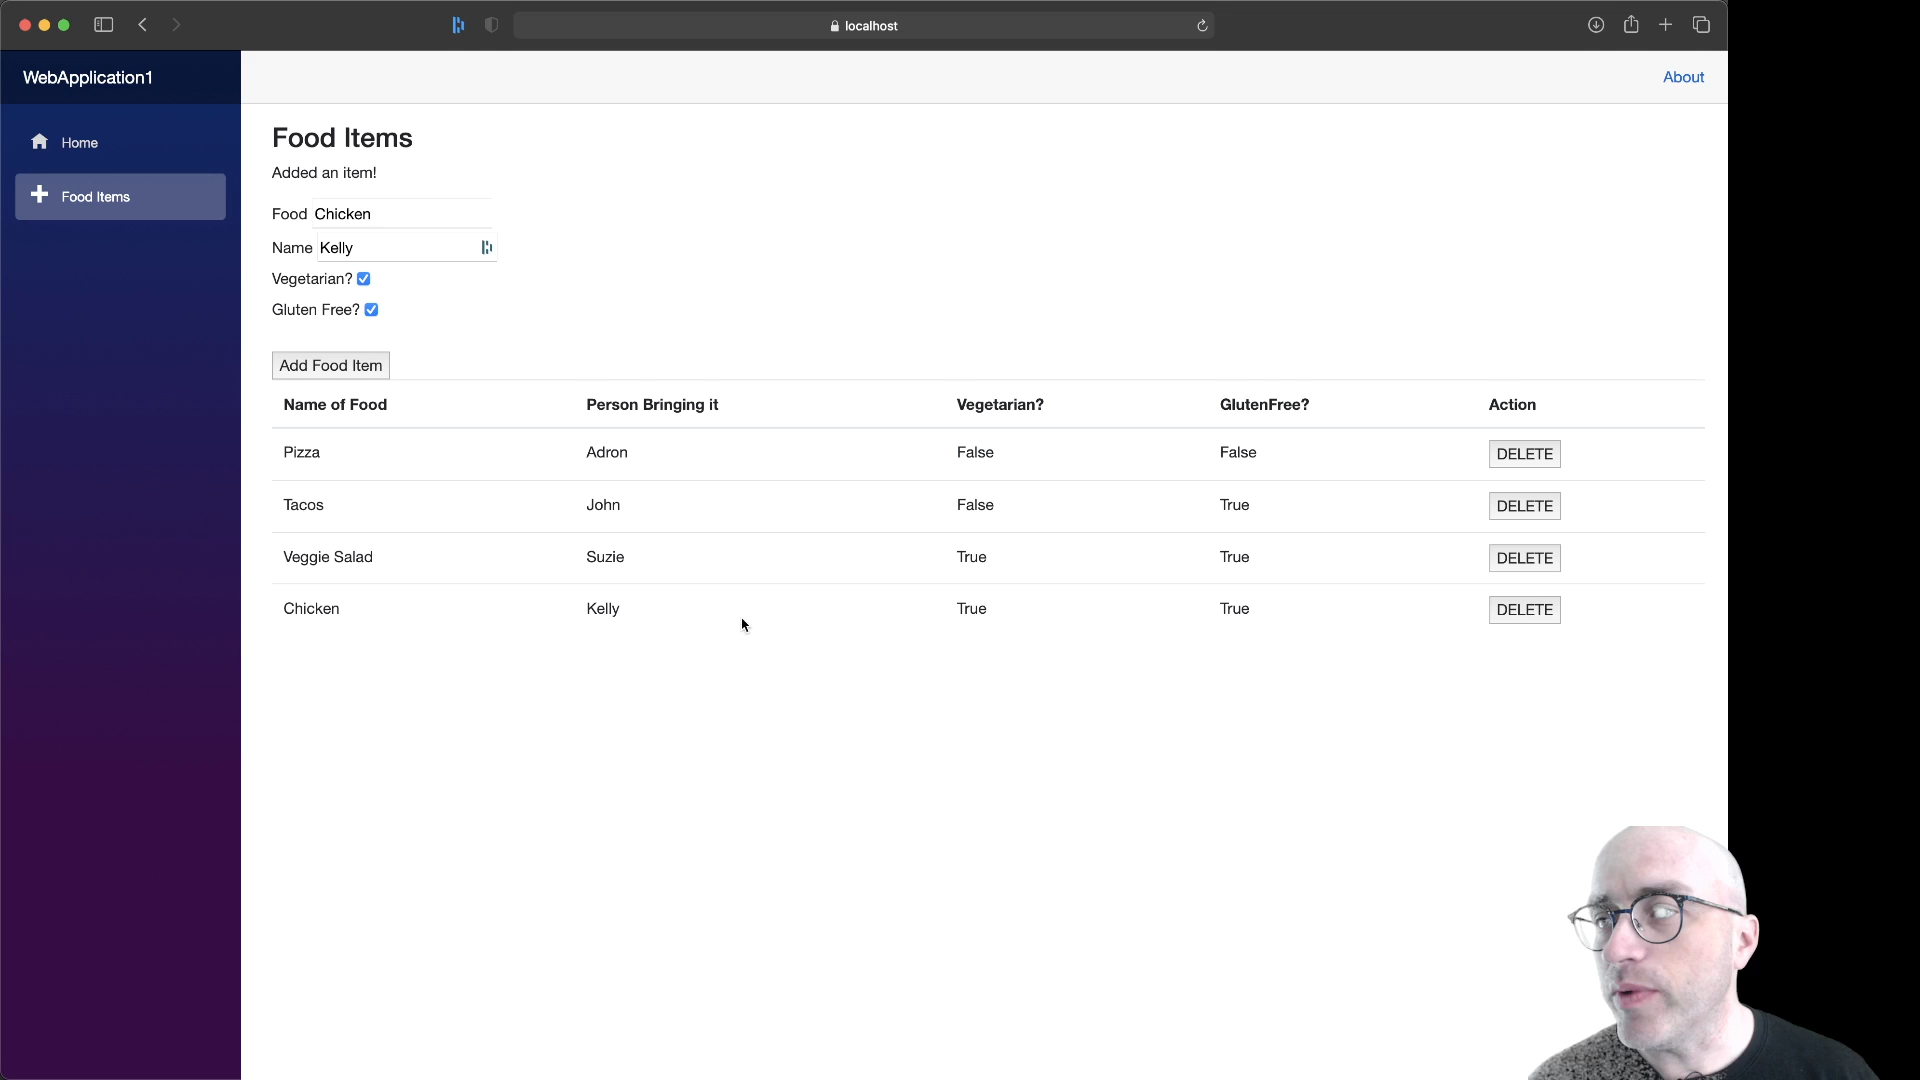 localhost
WebApplication1
About
Home
Food Items
Food Items
Added an item!
Food Chicken
Name Kelly
Vegetarian?
Gluten Free?
Add Food Item
Name of Food Person Bringing it Vegetarian? GlutenFree? Action
Pizza Adron False False DELETE
Tacos John False True DELETE
Veggie Salad Suzie True True DELETE
Chicken Kelly True True DELETE